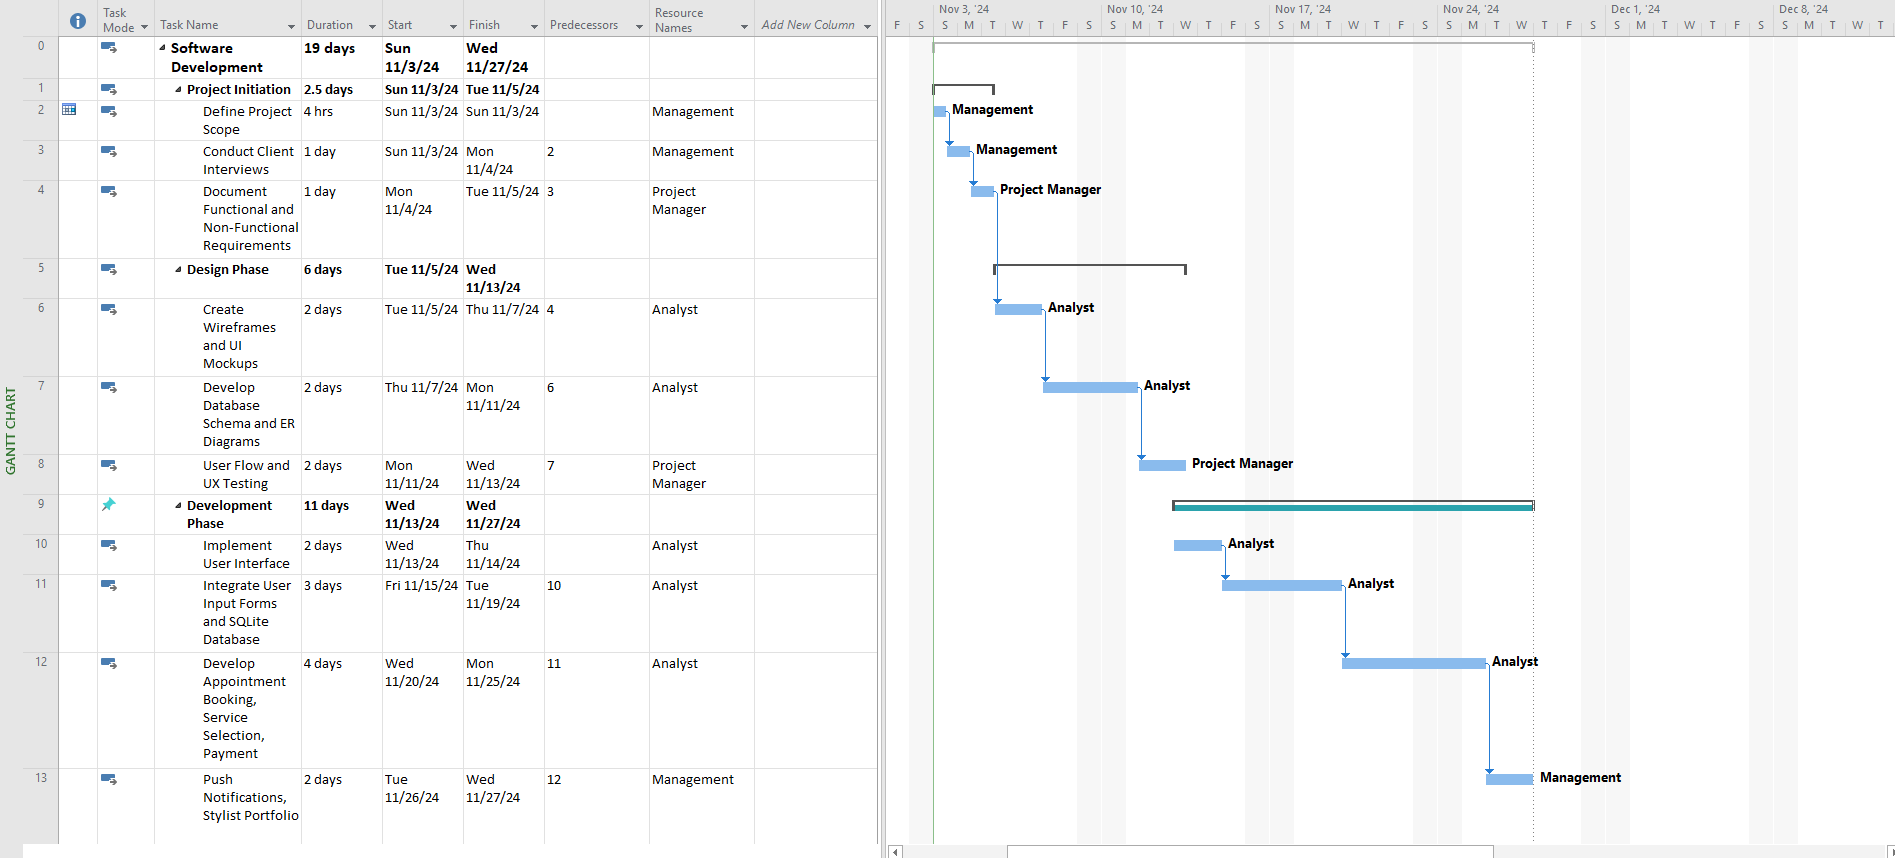 Task
Mode
Task Name
Duration
Start
Finish
Predecessors
Resource
Names
Add New Column
Nov 3, '24
Nov 10, '24
Nov 17, '24
Nov 24, '24
Dec 1, '24
Dec 8, '24
F S S M T W T F S S M T W T F S S M T W T F S S M T W T F S S M T W T F S S M T W T
GANTT CHART
0
Software
Development
19 days
Sun
11/3/24
Wed
11/27/24
1
Project Initiation
2.5 days
Sun 11/3/24
Tue 11/5/24
2
Define Project
Scope
4 hrs
Sun 11/3/24
Sun 11/3/24
Management
Management
3
Conduct Client
Interviews
1 day
Sun 11/3/24
Mon
11/4/24
2
Management
Management
4
Document
Functional and
Non-Functional
Requirements
1 day
Mon
11/4/24
Tue 11/5/24
3
Project
Manager
Project Manager
5
Design Phase
6 days
Tue 11/5/24
Wed
11/13/24
6
Create
Wireframes
and UI
Mockups
2 days
Tue 11/5/24
Thu 11/7/24
4
Analyst
Analyst
7
Develop
Database
Schema and ER
Diagrams
2 days
Thu 11/7/24
Mon
11/11/24
6
Analyst
Analyst
8
User Flow and
UX Testing
2 days
Mon
11/11/24
Wed
11/13/24
7
Project
Manager
Project Manager
9
Development
Phase
11 days
Wed
11/13/24
Wed
11/27/24
10
Implement
User Interface
2 days
Wed
11/13/24
Thu
11/14/24
Analyst
Analyst
11
Integrate User
Input Forms
and SQLite
Database
3 days
Fri 11/15/24
Tue
11/19/24
10
Analyst
Analyst
12
Develop
Appointment
Booking,
Service
Selection,
Payment
4 days
Wed
11/20/24
Mon
11/25/24
11
Analyst
Analyst
13
Push
Notifications,
Stylist Portfolio
2 days
Tue
11/26/24
Wed
11/27/24
12
Management
Management